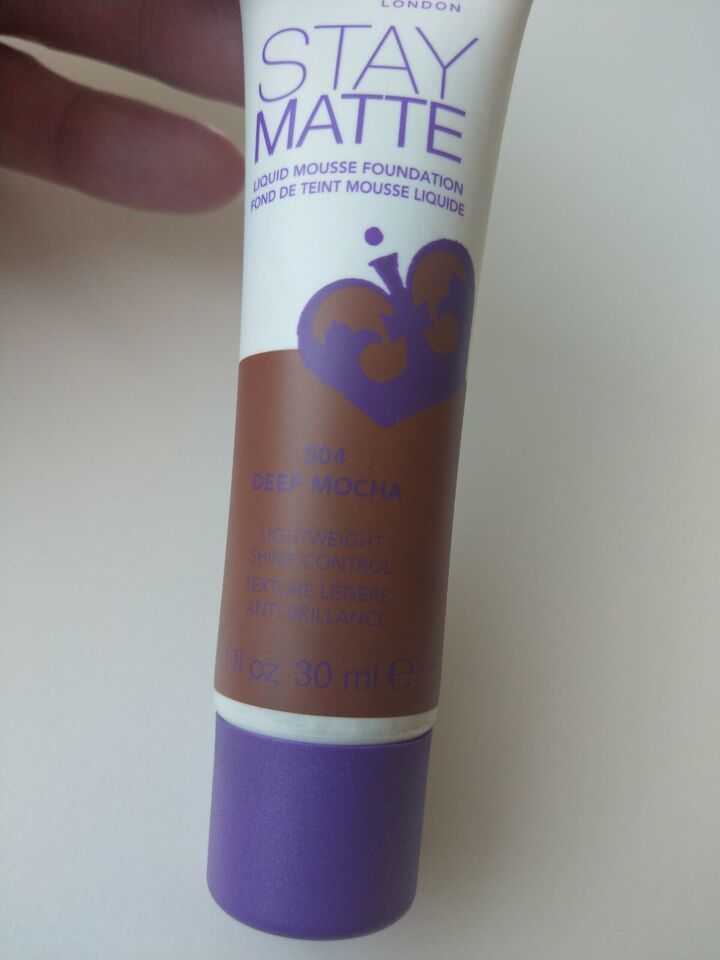 LONDON
STAY
MATTE
LIQUID MOUSSE FOUNDATION
FOND DE TEINT MOUSSE LIQUIDE
504
DEEP MOCHA
LIGHTWEIGHT
SHINE CONTROL
TEXTURE LÉGÈRE
ANTI-BRILLANCE
1 fl oz 30 ml ℮